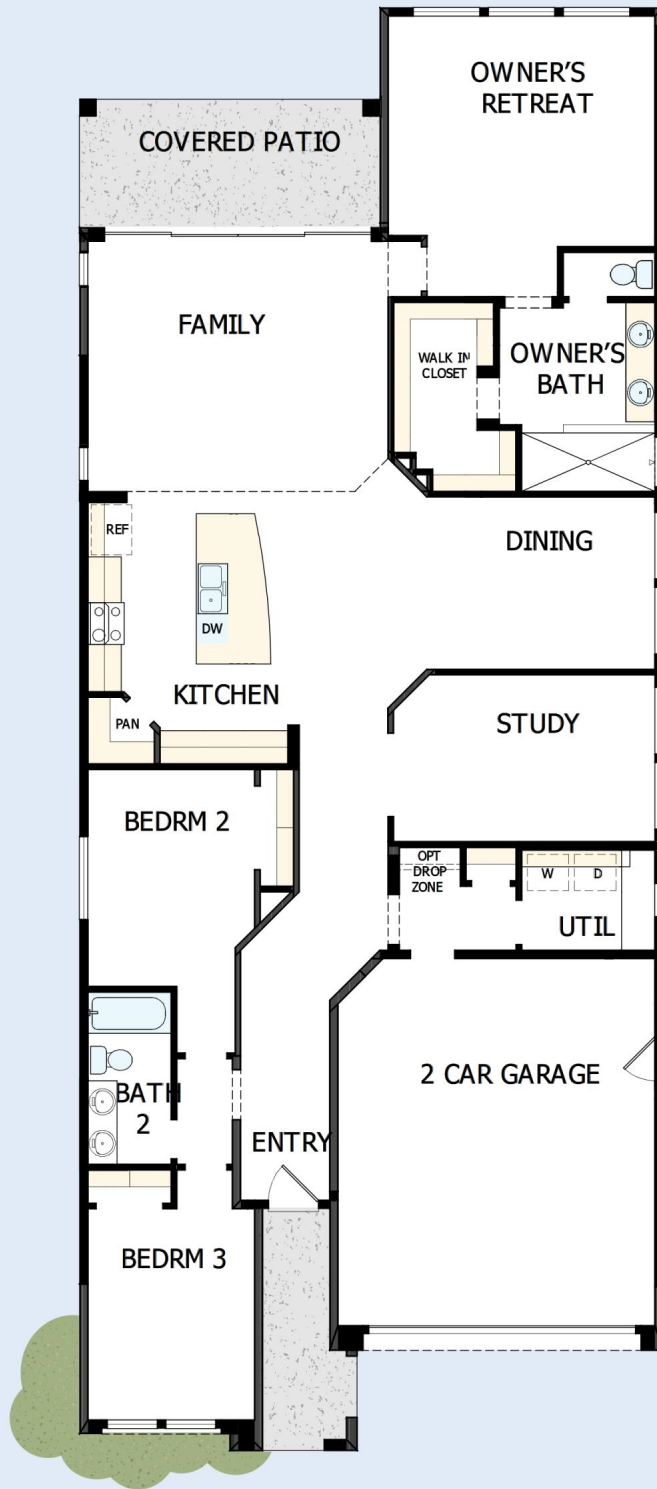 OWNER'S
RETREAT
COVERED PATIO
FAMILY
WALK IN
CLOSET
OWNER'S
BATH
REF
DINING
DW
KITCHEN
PAN
STUDY
BEDRM 2
OPT
DROP
ZONE
W
D
UTIL
2 CAR GARAGE
BATH
2
ENTRY
BEDRM 3